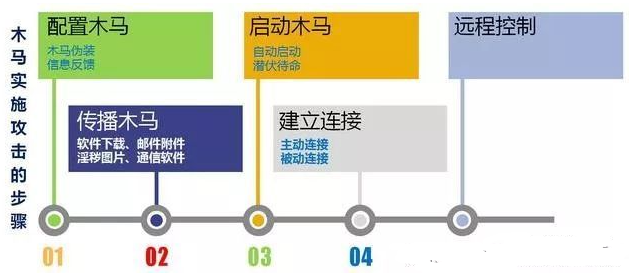 木马实施攻击的步骤
配置木马
木马伪装
信息反馈
启动木马
自动启动
潜伏待命
远程控制
传播木马
软件下载、邮件附件
淫秽图片、通信软件
建立连接
主动连接
被动连接
01
02
03
04